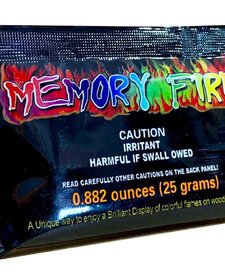 MEMORY FIR
CAUTION
IRRITANT
HARMFUL IF SWALL OWED
READ CAREFULLY OTHER CAUTIONS ON THE BACK PANEL!
0.882 ounces (25 grams)
A Unique way to enjoy a Brilliant Display of colorful flames on wood